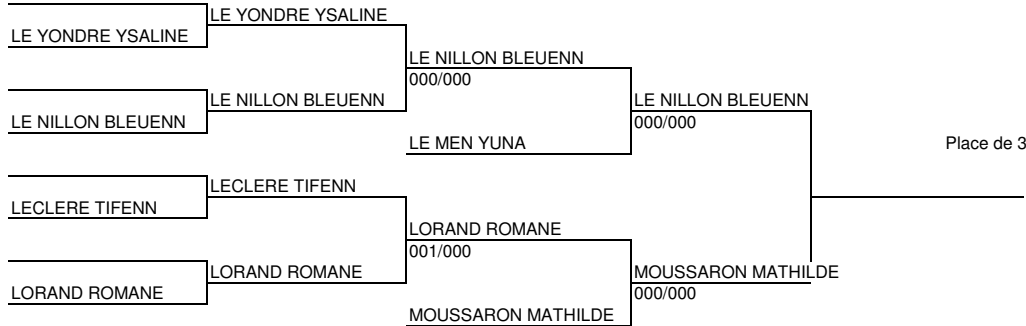 LE YONDRE YSALINE
LE YONDRE YSALINE
LE NILLON BLEUENN
000/000
LE NILLON BLEUENN
LE NILLON BLEUENN
000/000
LE NILLON BLEUENN
LE MEN YUNA
Place de 3
LECLERE TIFENN
LECLERE TIFENN
LORAND ROMANE
001/000
LORAND ROMANE
MOUSSARON MATHILDE
000/000
LORAND ROMANE
MOUSSARON MATHILDE